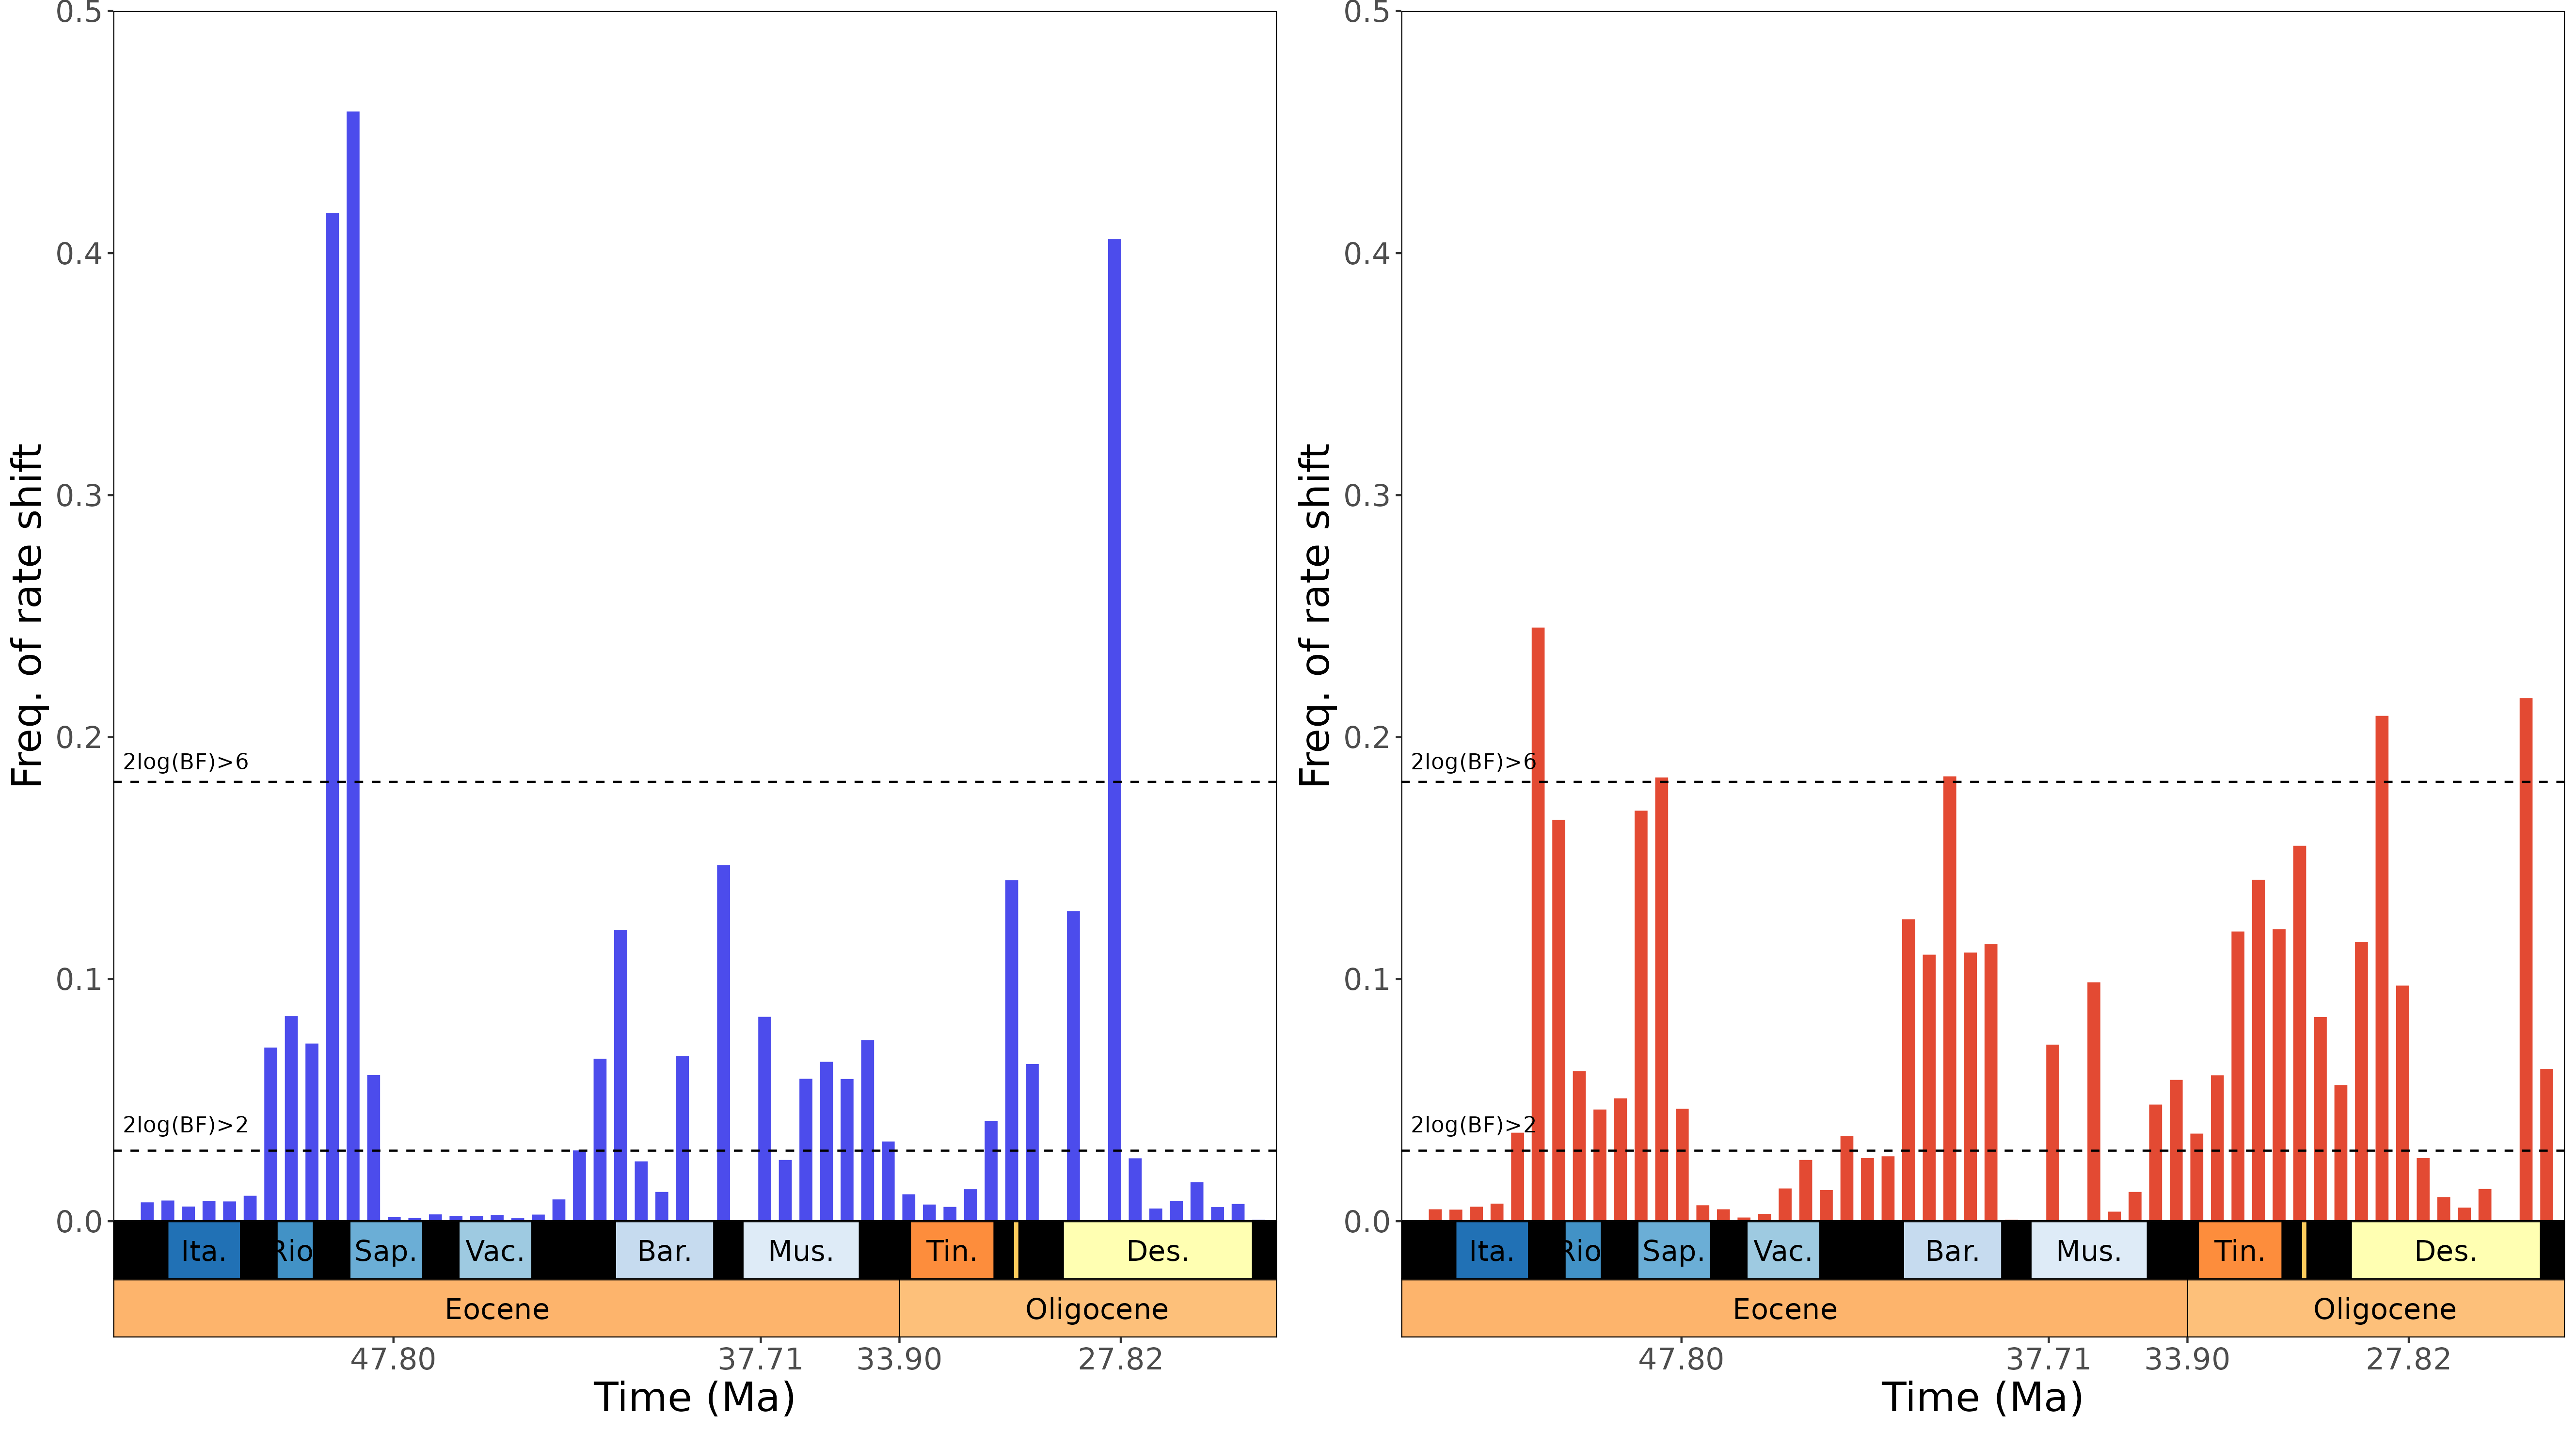 Freq. of rate shift
0.5
0.4
0.3
0.2
0.1
0.0
2log(BF)>6
2log(BF)>2
Ita. Rio Sap. Vac. Bar. Mus. Tin. Des.
Eocene Oligocene
47.80 37.71 33.90 27.82
Time (Ma)
Freq. of rate shift
0.5
0.4
0.3
0.2
0.1
0.0
2log(BF)>6
2log(BF)>2
Ita. Rio Sap. Vac. Bar. Mus. Tin. Des.
Eocene Oligocene
47.80 37.71 33.90 27.82
Time (Ma)